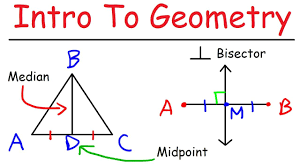 Intro To Geometry
⊥ Bisector
Median
B
A
D
C
A
M
B
Midpoint